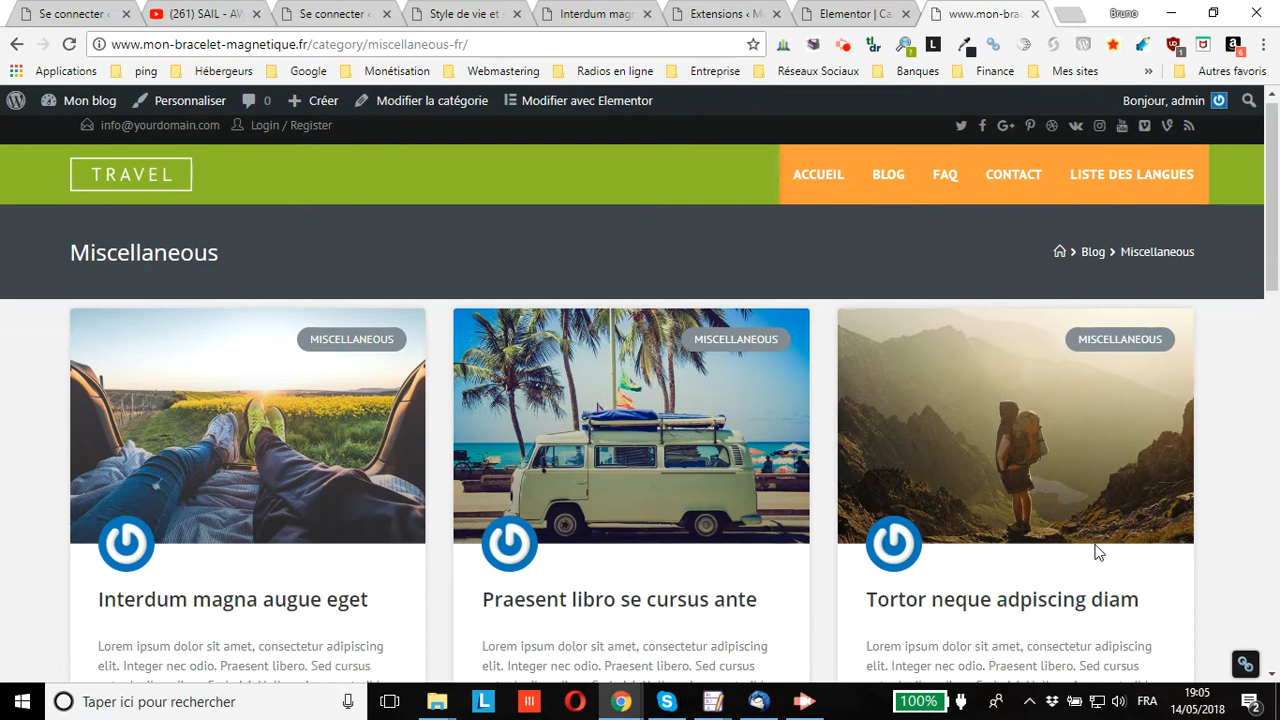 Se connecter ‹
(261) SAIL - AW
Se connecter ‹
Style de vie et s
Interdum magn
Extensions ‹ M
Elementor | Ca
www.mon-brac
Bruno
www.mon-bracelet-magnetique.fr/category/miscellaneous-fr/
Applications
ping
Hébergeurs
Google
Monétisation
Webmastering
Radios en ligne
Entreprise
Réseaux Sociaux
Banques
Finance
Mes sites
»
Autres favoris
Mon blog
Personnaliser
0
Créer
Modifier la catégorie
Modifier avec Elementor
Bonjour, admin
info@yourdomain.com
Login / Register
TRAVEL
ACCUEIL
BLOG
FAQ
CONTACT
LISTE DES LANGUES
Miscellaneous
Blog
Miscellaneous
MISCELLANEOUS
MISCELLANEOUS
MISCELLANEOUS
Interdum magna augue eget
Praesent libro se cursus ante
Tortor neque adpiscing diam
Lorem ipsum dolor sit amet, consectetur adipiscing
elit. Integer nec odio. Praesent libero. Sed cursus
Lorem ipsum dolor sit amet, consectetur adipiscing
elit. Integer nec odio. Praesent libero. Sed cursus
Lorem ipsum dolor sit amet, consectetur adipiscing
elit. Integer nec odio. Praesent libero. Sed cursus
Taper ici pour rechercher
100%
FRA
19:05
14/05/2018